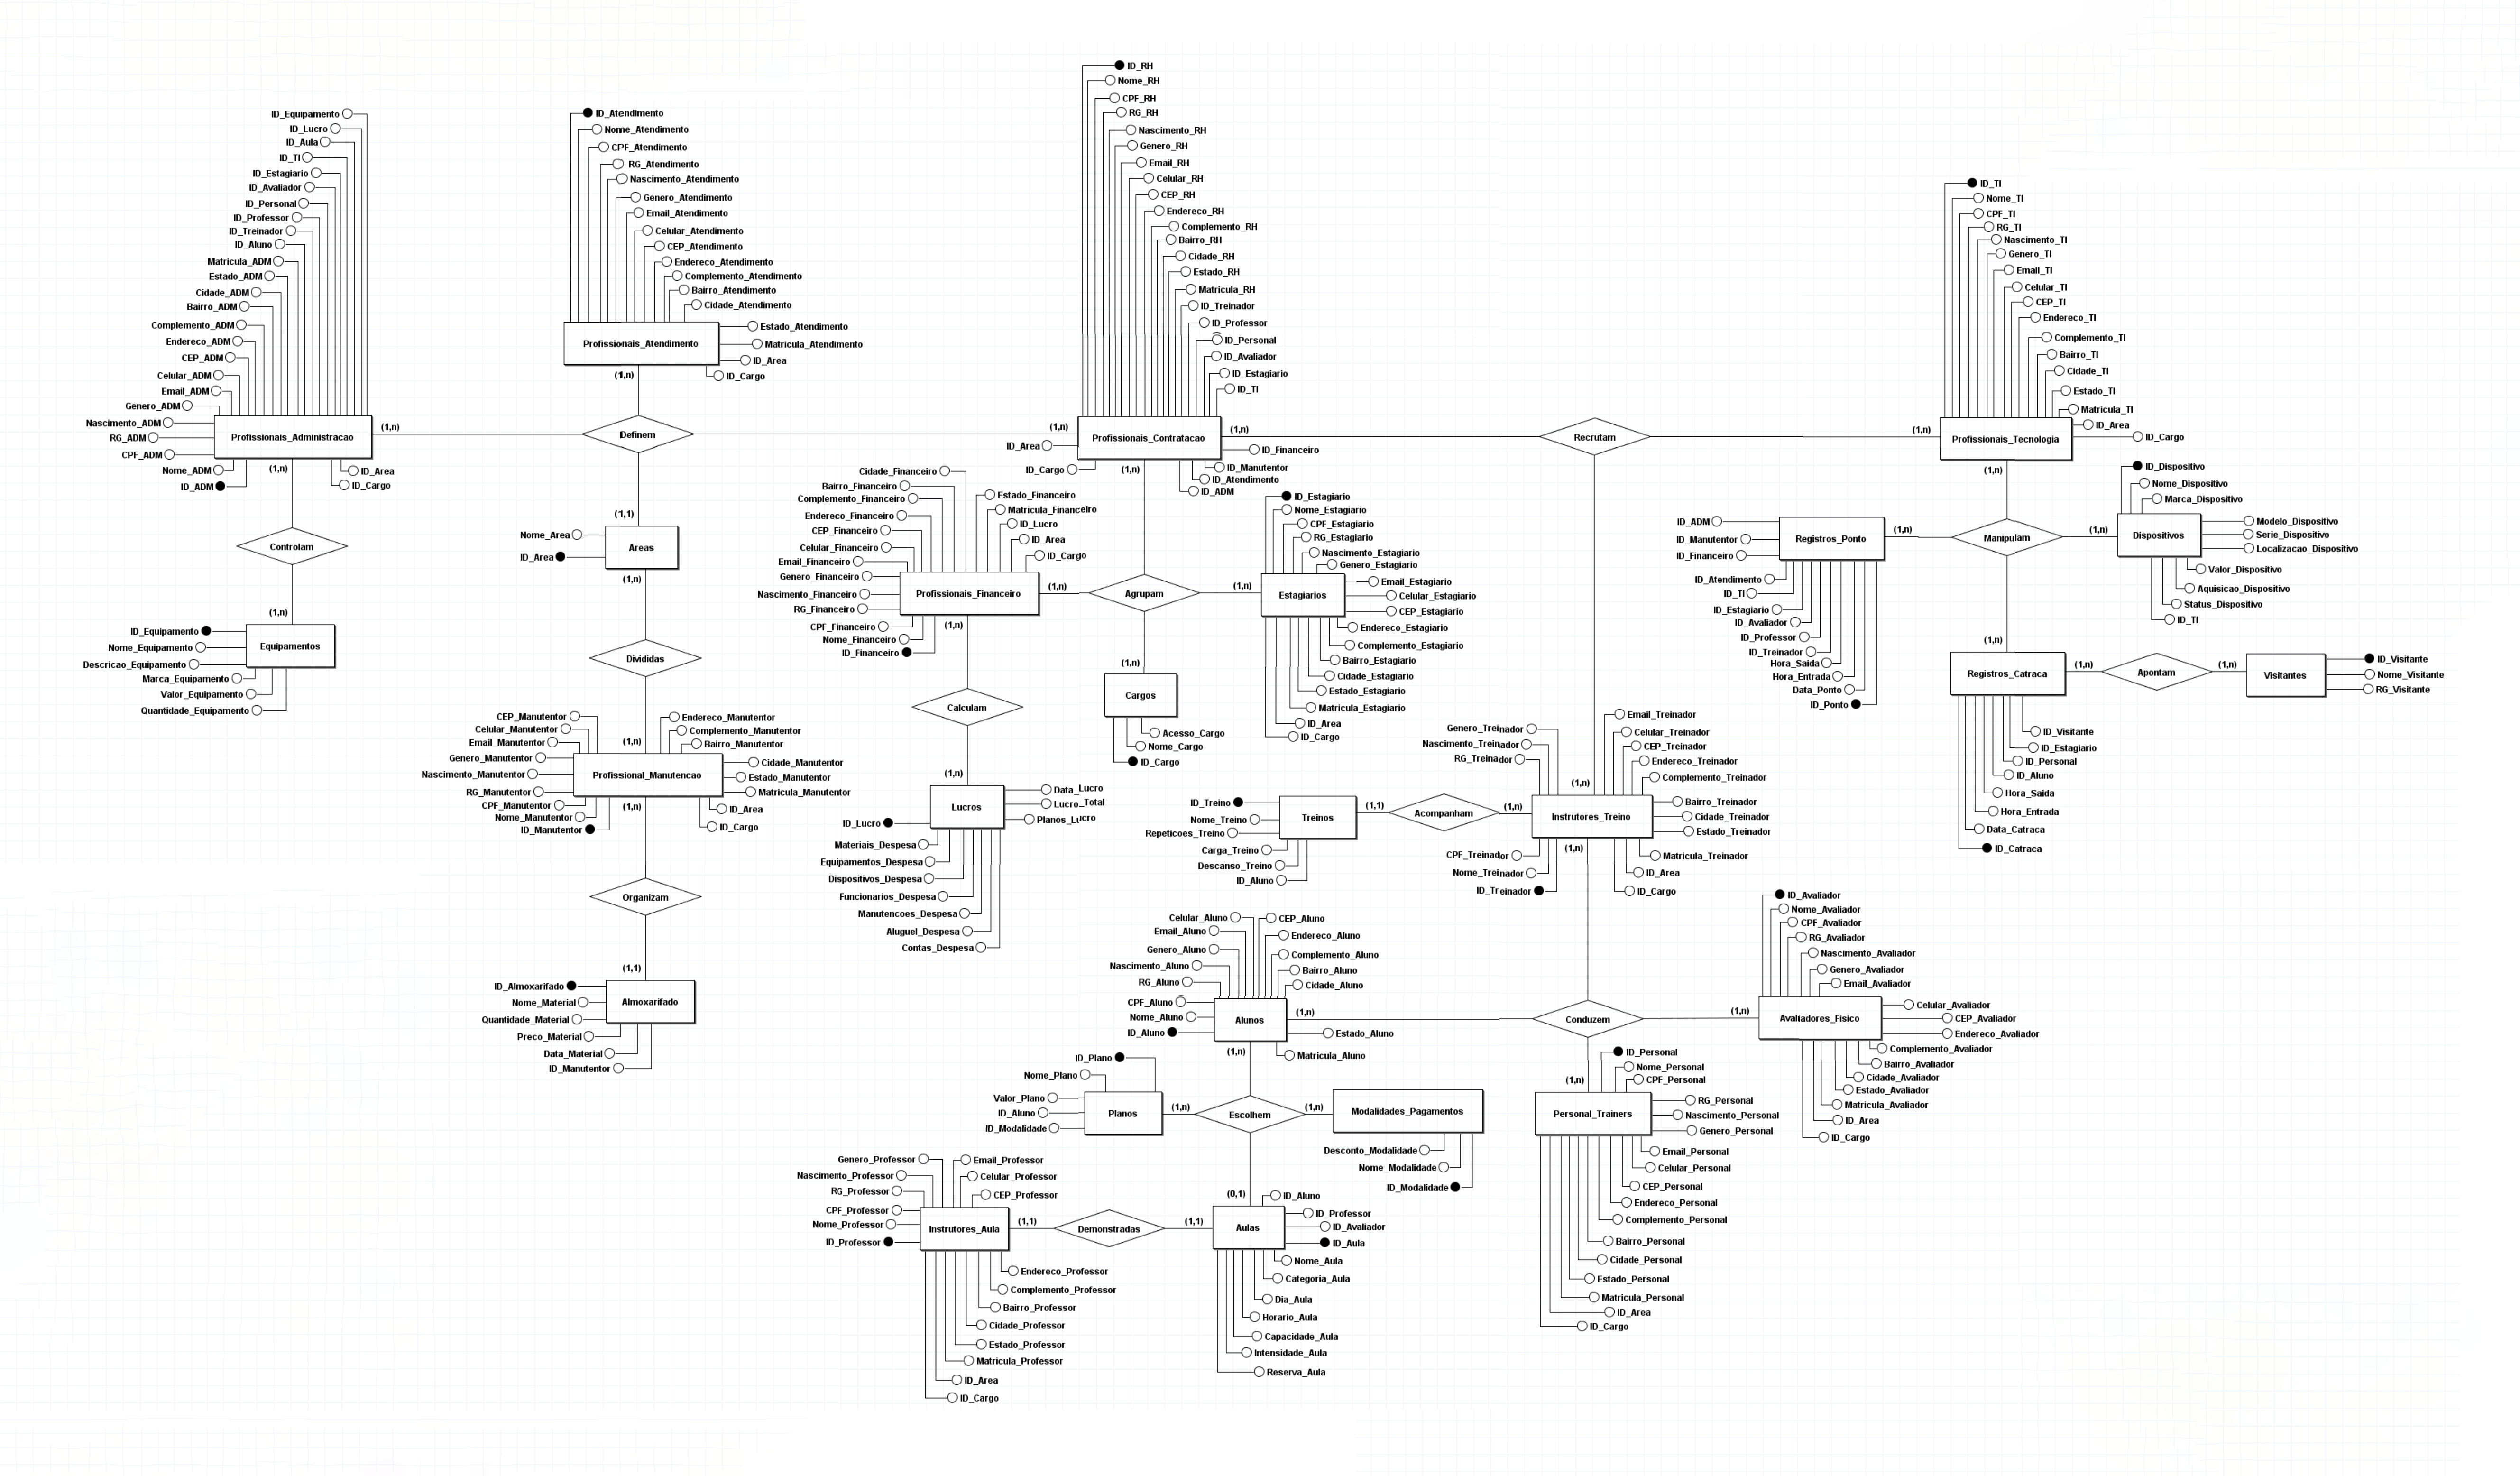 ID_Equipamento
ID_Lucro
ID_Aula
ID_TI
ID_Estagiario
ID_Avaliador
ID_Personal
ID_Professor
ID_Treinador
ID_Aluno
Matricula_ADM
Estado_ADM
Cidade_ADM
Bairro_ADM
Complemento_ADM
Endereco_ADM
CEP_ADM
Celular_ADM
Email_ADM
Genero_ADM
Nascimento_ADM
RG_ADM
CPF_ADM
Nome_ADM
ID_ADM
Profissionais_Administracao
ID_Area
ID_Cargo
(1,n)
(1,n)
Controlam
(1,n)
Equipamentos
ID_Equipamento
Nome_Equipamento
Descricao_Equipamento
Marca_Equipamento
Valor_Equipamento
Quantidade_Equipamento
ID_Atendimento
Nome_Atendimento
CPF_Atendimento
RG_Atendimento
Nascimento_Atendimento
Genero_Atendimento
Email_Atendimento
Celular_Atendimento
CEP_Atendimento
Endereco_Atendimento
Complemento_Atendimento
Bairro_Atendimento
Cidade_Atendimento
Estado_Atendimento
Matricula_Atendimento
ID_Area
ID_Cargo
Profissionais_Atendimento
(1,n)
Definem
(1,1)
Nome_Area
ID_Area
Areas
(1,n)
Divididas
(1,n)
CEP_Manutentor
Celular_Manutentor
Email_Manutentor
Genero_Manutentor
Nascimento_Manutentor
RG_Manutentor
CPF_Manutentor
Nome_Manutentor
ID_Manutentor
Endereco_Manutentor
Complemento_Manutentor
Bairro_Manutentor
Cidade_Manutentor
Estado_Manutentor
Matricula_Manutentor
ID_Area
ID_Cargo
Profissional_Manutencao
(1,n)
Organizam
(1,1)
Almoxarifado
ID_Almoxarifado
Nome_Material
Quantidade_Material
Preco_Material
Data_Material
ID_Manutentor
ID_RH
Nome_RH
CPF_RH
RG_RH
Nascimento_RH
Genero_RH
Email_RH
Celular_RH
CEP_RH
Endereco_RH
Complemento_RH
Bairro_RH
Cidade_RH
Estado_RH
Matricula_RH
ID_Treinador
ID_Professor
ID_Personal
ID_Avaliador
ID_Estagiario
ID_TI
(1,n)
Profissionais_Contratacao
(1,n)
ID_Area
ID_Cargo
(1,n)
ID_Financeiro
ID_Manutentor
ID_Atendimento
ID_ADM
Cidade_Financeiro
Bairro_Financeiro
Complemento_Financeiro
Endereco_Financeiro
CEP_Financeiro
Celular_Financeiro
Email_Financeiro
Genero_Financeiro
Nascimento_Financeiro
RG_Financeiro
CPF_Financeiro
Nome_Financeiro
ID_Financeiro
Estado_Financeiro
Matricula_Financeiro
ID_Lucro
ID_Area
ID_Cargo
Profissionais_Financeiro
(1,n)
(1,n)
Agrupam
(1,n)
Estagiarios
ID_Estagiario
Nome_Estagiario
CPF_Estagiario
RG_Estagiario
Nascimento_Estagiario
Genero_Estagiario
Email_Estagiario
Celular_Estagiario
CEP_Estagiario
Endereco_Estagiario
Complemento_Estagiario
Bairro_Estagiario
Cidade_Estagiario
Estado_Estagiario
Matricula_Estagiario
ID_Area
ID_Cargo
(1,n)
Cargos
Acesso_Cargo
Nome_Cargo
ID_Cargo
Calculam
(1,n)
Lucros
Data_Lucro
Lucro_Total
Planos_Lucro
ID_Lucro
Materiais_Despesa
Equipamentos_Despesa
Dispositivos_Despesa
Funcionarios_Despesa
Manutencoes_Despesa
Aluguel_Despesa
Contas_Despesa
Recrutam
ID_TI
Nome_TI
CPF_TI
RG_TI
Nascimento_TI
Genero_TI
Email_TI
Celular_TI
CEP_TI
Endereco_TI
Complemento_TI
Bairro_TI
Cidade_TI
Estado_TI
Matricula_TI
ID_Area
ID_Cargo
(1,n)
Profissionais_Tecnologia
(1,n)
Manipulam
(1,n)
(1,n)
(1,n)
Registros_Ponto
ID_ADM
ID_Manutentor
ID_Financeiro
ID_Atendimento
ID_TI
ID_Estagiario
ID_Avaliador
ID_Professor
ID_Treinador
Hora_Saida
Hora_Entrada
Data_Ponto
ID_Ponto
Dispositivos
ID_Dispositivo
Nome_Dispositivo
Marca_Dispositivo
Modelo_Dispositivo
Serie_Dispositivo
Localizacao_Dispositivo
Valor_Dispositivo
Aquisicao_Dispositivo
Status_Dispositivo
ID_TI
Registros_Catraca
(1,n)
Apontam
(1,n)
Visitantes
ID_Visitante
Nome_Visitante
RG_Visitante
ID_Visitante
ID_Estagiario
ID_Personal
ID_Aluno
Hora_Saida
Hora_Entrada
Data_Catraca
ID_Catraca
Genero_Treinador
Nascimento_Treinador
RG_Treinador
Email_Treinador
Celular_Treinador
CEP_Treinador
Endereco_Treinador
Complemento_Treinador
Bairro_Treinador
Cidade_Treinador
Estado_Treinador
Matricula_Treinador
ID_Area
ID_Cargo
CPF_Treinador
Nome_Treinador
ID_Treinador
(1,n)
Instrutores_Treino
(1,n)
(1,n)
Acompanham
(1,1)
Treinos
ID_Treino
Nome_Treino
Repeticoes_Treino
Carga_Treino
Descanso_Treino
ID_Aluno
Celular_Aluno
Email_Aluno
Genero_Aluno
Nascimento_Aluno
RG_Aluno
CPF_Aluno
Nome_Aluno
ID_Aluno
CEP_Aluno
Endereco_Aluno
Complemento_Aluno
Bairro_Aluno
Cidade_Aluno
Estado_Aluno
Matricula_Aluno
Alunos
(1,n)
(1,n)
Conduzem
(1,n)
(1,n)
Avaliadores_Fisico
ID_Avaliador
Nome_Avaliador
CPF_Avaliador
RG_Avaliador
Nascimento_Avaliador
Genero_Avaliador
Email_Avaliador
Celular_Avaliador
CEP_Avaliador
Endereco_Avaliador
Complemento_Avaliador
Bairro_Avaliador
Cidade_Avaliador
Estado_Avaliador
Matricula_Avaliador
ID_Area
ID_Cargo
Personal_Trainers
ID_Personal
Nome_Personal
CPF_Personal
RG_Personal
Nascimento_Personal
Genero_Personal
Email_Personal
Celular_Personal
CEP_Personal
Endereco_Personal
Complemento_Personal
Bairro_Personal
Cidade_Personal
Estado_Personal
Matricula_Personal
ID_Area
ID_Cargo
ID_Plano
Nome_Plano
Valor_Plano
ID_Aluno
ID_Modalidade
Planos
(1,n)
Escolhem
(1,n)
Modalidades_Pagamentos
Desconto_Modalidade
Nome_Modalidade
ID_Modalidade
(0,1)
Aulas
ID_Aluno
ID_Professor
ID_Avaliador
ID_Aula
Nome_Aula
Categoria_Aula
Dia_Aula
Horario_Aula
Capacidade_Aula
Intensidade_Aula
Reserva_Aula
(1,1)
Demonstradas
(1,1)
Instrutores_Aula
Genero_Professor
Nascimento_Professor
RG_Professor
CPF_Professor
Nome_Professor
ID_Professor
Email_Professor
Celular_Professor
CEP_Professor
Endereco_Professor
Complemento_Professor
Bairro_Professor
Cidade_Professor
Estado_Professor
Matricula_Professor
ID_Area
ID_Cargo